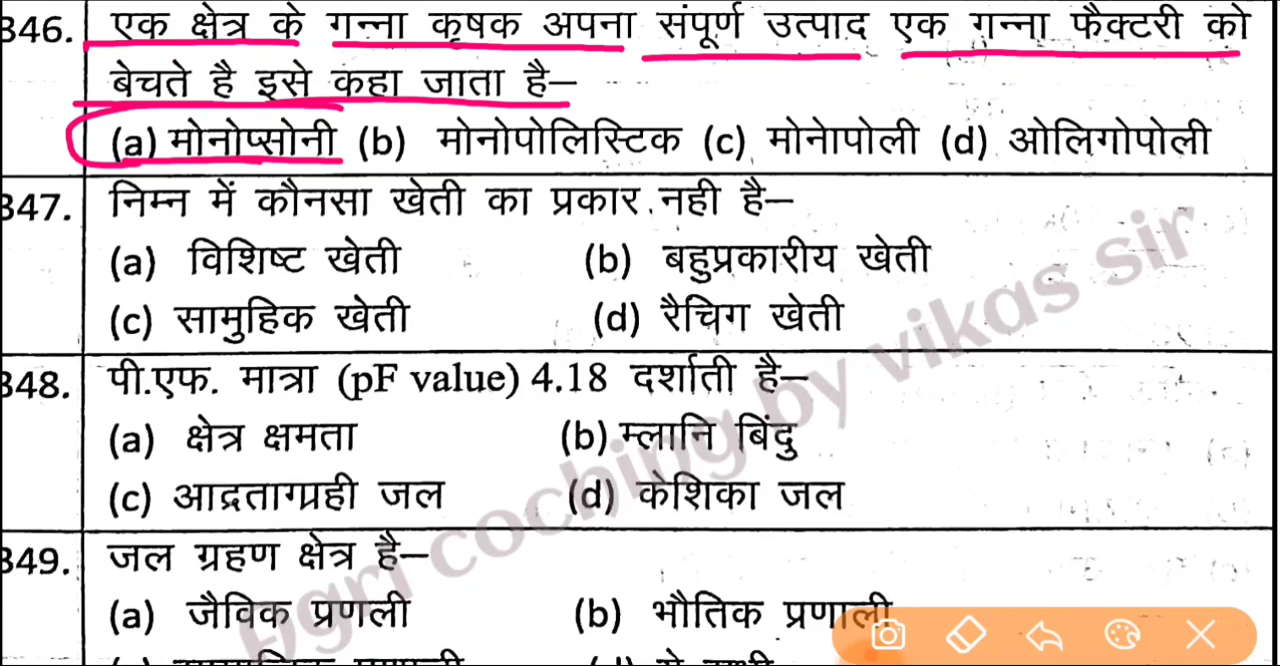 346. एक क्षेत्र के गन्ना कृषक अपना संपूर्ण उत्पाद एक गन्ना फैक्टरी को
बेचते है इसे कहा जाता है–
(a) मोनोप्सोनी (b) मोनोपोलिस्टिक (c) मोनोपोली (d) ओलिगोपोली
347. निम्न में कौनसा खेती का प्रकार नही है–
(a) विशिष्ट खेती (b) बहुप्रकारीय खेती
(c) सामुहिक खेती (d) रैचिग खेती
348. पी.एफ. मात्रा (pF value) 4.18 दर्शाती है–
(a) क्षेत्र क्षमता (b) म्लानि बिंदु
(c) आद्रताग्रही जल (d) केशिका जल
349. जल ग्रहण क्षेत्र है–
(a) जैविक प्रणली (b) भौतिक प्रणाली
Agri coching by vikas sir